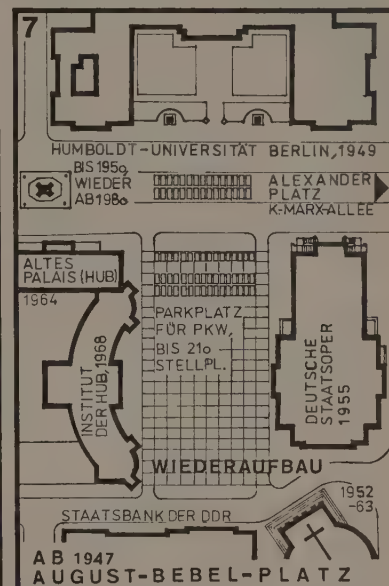 7
HUMBOLDT-UNIVERSITÄT BERLIN, 1949
BIS 1950
WIEDER
AB 1980
ALEXANDER
PLATZ
K-MARX-ALLEE
ALTES
PALAIS (HUB)
1964
PARKPLATZ
FÜR PKW,
BIS 210
STELLPL.
INSTITUT
DER HUB, 1968
DEUTSCHE
STAATSOPER
1955
WIEDERAUFBAU
STAATSBANK DER DDR
1952
-63
AB 1947
AUGUST-BEBEL-PLATZ